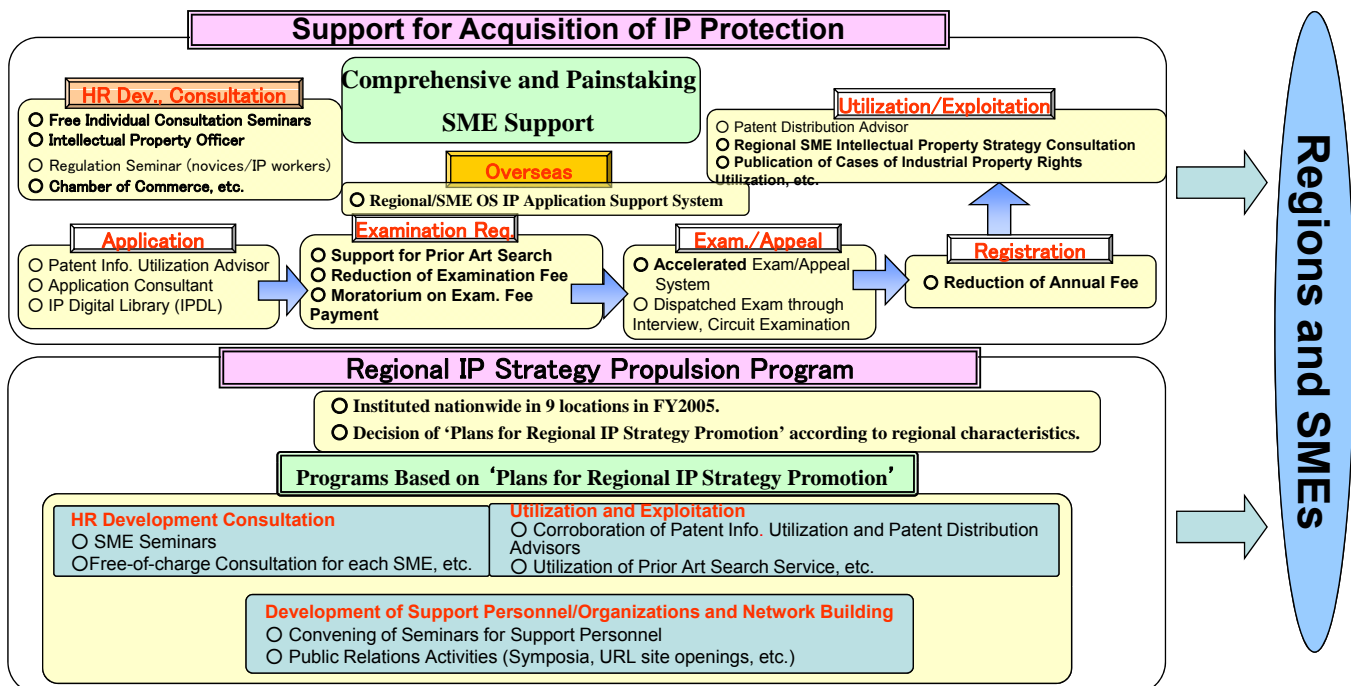 Support for Acquisition of IP Protection
Comprehensive and Painstaking
SME Support
HR Dev., Consultation
○ Free Individual Consultation Seminars
○ Intellectual Property Officer
○ Regulation Seminar (novices/IP workers)
○ Chamber of Commerce, etc.
Utilization/Exploitation
○ Patent Distribution Advisor
○ Regional SME Intellectual Property Strategy Consultation
○ Publication of Cases of Industrial Property Rights
Utilization, etc.
Overseas
○ Regional/SME OS IP Application Support System
Application
○ Patent Info. Utilization Advisor
○ Application Consultant
○ IP Digital Library (IPDL)
Examination Req.
○ Support for Prior Art Search
○ Reduction of Examination Fee
○ Moratorium on Exam. Fee
Payment
Exam./Appeal
○ Accelerated Exam/Appeal
System
○ Dispatched Exam through
Interview, Circuit Examination
Registration
○ Reduction of Annual Fee
Regional IP Strategy Propulsion Program
○ Instituted nationwide in 9 locations in FY2005.
○ Decision of ‘Plans for Regional IP Strategy Promotion’ according to regional characteristics.
Programs Based on ‘Plans for Regional IP Strategy Promotion’
HR Development Consultation
○ SME Seminars
○Free-of-charge Consultation for each SME, etc.
Utilization and Exploitation
○ Corroboration of Patent Info. Utilization and Patent Distribution
Advisors
○ Utilization of Prior Art Search Service, etc.
Development of Support Personnel/Organizations and Network Building
○ Convening of Seminars for Support Personnel
○ Public Relations Activities (Symposia, URL site openings, etc.)
Regions and SMEs